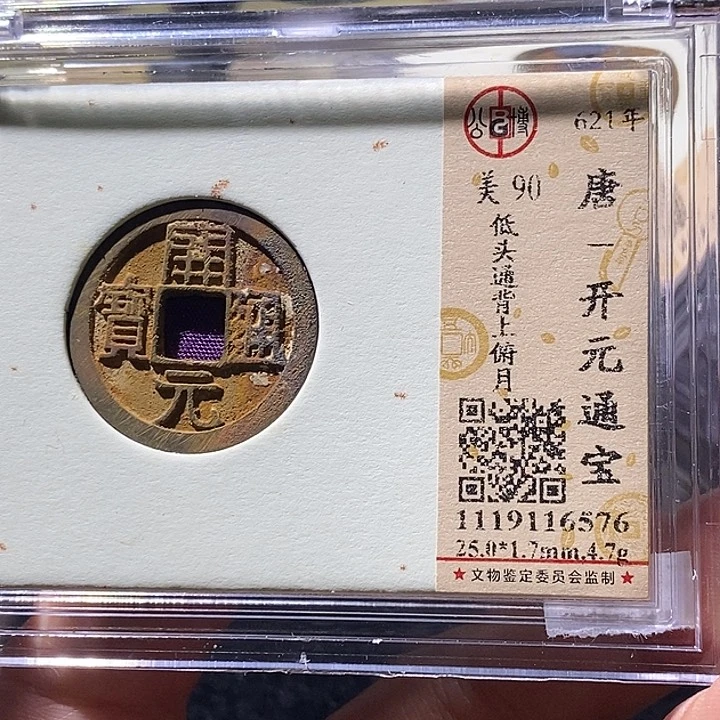 開元通寳
公博
621年
唐一开元通宝
美 90
低头通背上俯月
1119116576
25.0*1.7mm,4.7g
★文物鉴定委员会监制★